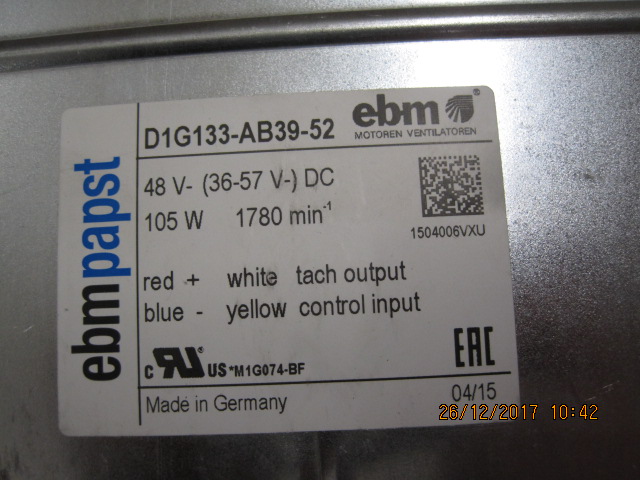 ebmpapst
D1G133-AB39-52
ebm®
MOTOREN VENTILATOREN
48 V- (36-57 V-) DC
105 W 1780 min⁻¹
1504006VXU
red + white tach output
blue - yellow control input
c RU US *M1G074-BF
EAC
Made in Germany
04/15
26/12/2017 10:42